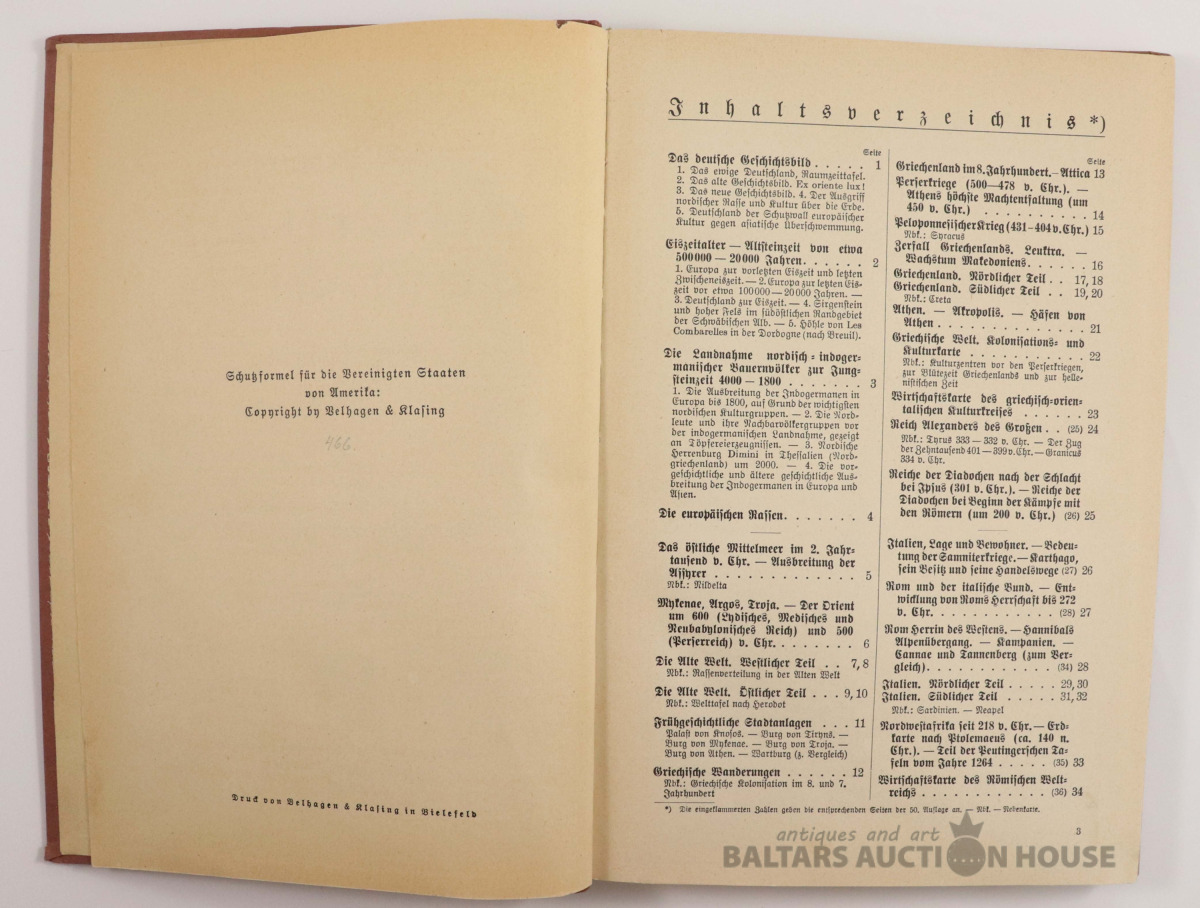 Schutzformel für die Vereinigten Staaten
von Amerika:
Copyright by Velhagen & Klasing
466.
Druck von Velhagen & Klasing in Bielefeld
Inhaltsverzeichnis *)
Seite
Das deutsche Geschichtsbild . . . . . 1
1. Das ewige Deutschland, Raumzeittafel.
2. Das alte Geschichtsbild. Ex oriente lux!
3. Das neue Geschichtsbild. 4. Der Ausgriff
nordischer Rasse und Kultur über die Erde.
5. Deutschland der Schutzwall europäischer
Kultur gegen asiatische Überschwemmung.
Eiszeitalter — Altsteinzeit von etwa
500000 — 20000 Jahren. . . . . . 2
1. Europa zur vorletzten Eiszeit und letzten
Zwischeneiszeit. — 2. Europa zur letzten Eis-
zeit vor etwa 100000 — 20000 Jahren. —
3. Deutschland zur Eiszeit. — 4. Sirgenstein
und hoher Fels im südöstlichen Randgebiet
der Schwäbischen Alb. — 5. Höhle von Les
Combarelles in der Dordogne (nach Breuil).
Die Landnahme nordisch-indoger-
manischer Bauernvölker zur Jung-
steinzeit 4000 — 1800 . . . . . . . 3
1. Die Ausbreitung der Indogermanen in
Europa bis 1800, auf Grund der wichtigsten
nordischen Kulturgruppen. — 2. Die Nord-
leute und ihre Nachbarvölkergruppen vor
der indogermanischen Landnahme, gezeigt
an Töpfereierzeugnissen. — 3. Nordische
Herrenburg Dimini in Thessalien (Nord-
griechenland) um 2000. — 4. Die vor-
geschichtliche und ältere geschichtliche Aus-
breitung der Indogermanen in Europa und
Asien.
Die europäischen Rassen. . . . . . . 4
Das östliche Mittelmeer im 2. Jahr-
tausend v. Chr. — Ausbreitung der
Assyrer . . . . . . . . . . . . . 5
Nbk.: Nildelta
Mykenae, Argos, Troja. — Der Orient
um 600 (Lydisches, Medisches und
Neubabylonisches Reich) und 500
(Perserreich) v. Chr. . . . . . . . 6
Die Alte Welt. Westlicher Teil . . 7, 8
Nbk.: Rassenverteilung in der Alten Welt
Die Alte Welt. Östlicher Teil . . . 9, 10
Nbk.: Welttafel nach Herodot
Frühgeschichtliche Stadtanlagen . . . 11
Palast von Knosos. — Burg von Tiryns. —
Burg von Mykenae. — Burg von Troja. —
Burg von Athen. — Wartburg (z. Vergleich)
Griechische Wanderungen . . . . . . 12
Nbk.: Griechische Kolonisation im 8. und 7.
Jahrhundert
Seite
Griechenland im 8. Jahrhundert. – Attica 13
Perserkriege (500—478 v. Chr.). —
Athens höchste Machtentfaltung (um
450 v. Chr.) . . . . . . . . . . 14
Peloponnesischer Krieg (431–404 v. Chr.) 15
Nbk.: Syracus
Zerfall Griechenlands. Leuktra. —
Wachstum Makedoniens. . . . . . 16
Griechenland. Nördlicher Teil . . 17, 18
Griechenland. Südlicher Teil . . 19, 20
Nbk.: Creta
Athen. — Akropolis. — Häfen von
Athen . . . . . . . . . . . . . . 21
Griechische Welt. Kolonisations- und
Kulturkarte . . . . . . . . . . . 22
Nbk.: Kulturzentren vor den Perserkriegen,
zur Blütezeit Griechenlands und zur helle-
nistischen Zeit
Wirtschaftskarte des griechisch-orien-
talischen Kulturkreises . . . . . . 23
Reich Alexanders des Großen . . (25) 24
Nbk.: Tyrus 333 — 332 v. Chr. — Der Zug
der Zehntausend 401 — 399 v. Chr. — Granicus
334 v. Chr.
Reiche der Diadochen nach der Schlacht
bei Ipsus (301 v. Chr.). — Reiche der
Diadochen bei Beginn der Kämpfe mit
den Römern (um 200 v. Chr.) (26) 25
Italien, Lage und Bewohner. — Bedeu-
tung der Samniterkriege. — Karthago,
sein Besitz und seine Handelswege (27) 26
Rom und der italische Bund. — Ent-
wicklung von Roms Herrschaft bis 272
v. Chr. . . . . . . . . . . . . (28) 27
Rom Herrin des Westens. — Hannibals
Alpenübergang. — Kampanien. —
Cannae und Tannenberg (zum Ver-
gleich). . . . . . . . . . . . . (34) 28
Italien. Nördlicher Teil . . . . . 29, 30
Italien. Südlicher Teil . . . . . 31, 32
Nbk.: Sardinien. — Neapel
Nordwestafrika seit 218 v. Chr. — Erd-
karte nach Ptolemaeus (ca. 140 n.
Chr.). — Teil der Peutingerschen Ta-
feln vom Jahre 1264 . . . . . (35) 33
Wirtschaftskarte des Römischen Welt-
reichs . . . . . . . . . . . . (36) 34
*) Die eingeklammerten Zahlen geben die entsprechenden Seiten der 50. Auflage an. — Nbk. — Nebenkarte.
3
antiques and art
BALTARS AUCTION HOUSE